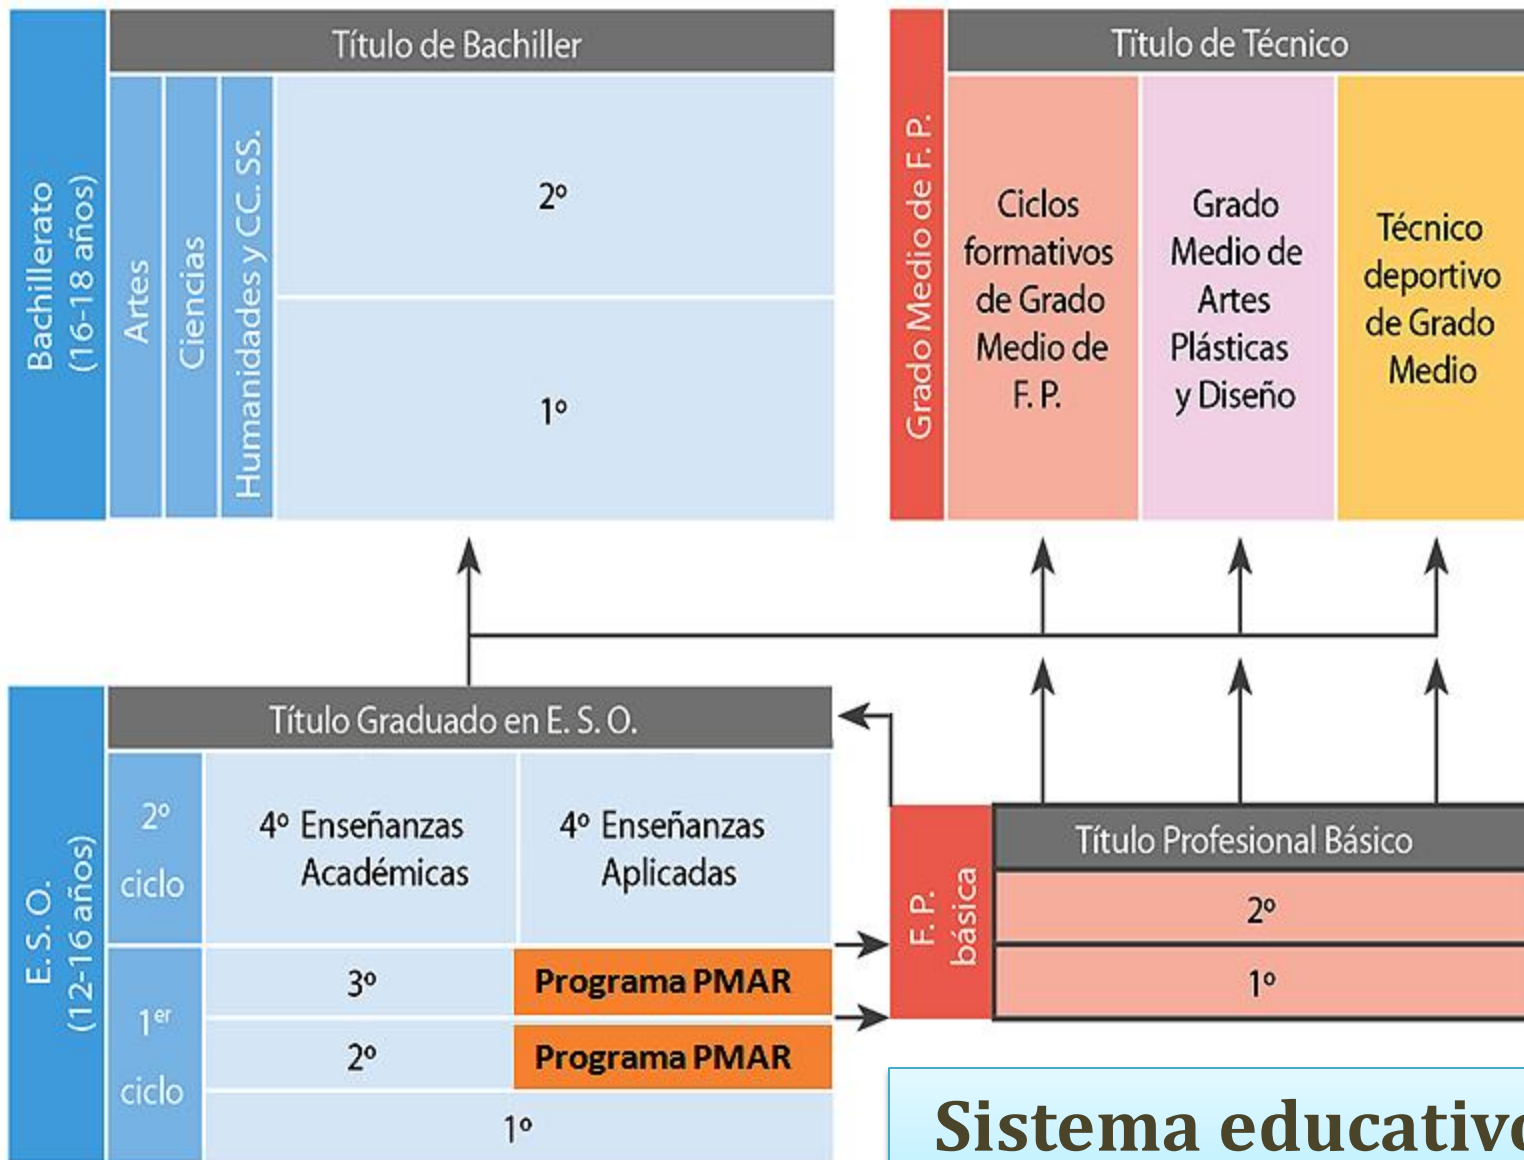 Título de Bachiller
Bachillerato
(16-18 años)
Artes
Ciencias
Humanidades y CC. SS.
2º
1º
Título de Técnico
Grado Medio de F. P.
Ciclos
formativos
de Grado
Medio de
F. P.
Grado
Medio de
Artes
Plásticas
y Diseño
Técnico
deportivo
de Grado
Medio
Título Graduado en E. S. O.
E. S. O.
(12-16 años)
2º
ciclo
4º Enseñanzas
Académicas
4º Enseñanzas
Aplicadas
1er
ciclo
3º
Programa PMAR
2º
Programa PMAR
1º
F. P.
básica
Título Profesional Básico
2º
1º
Sistema educativo